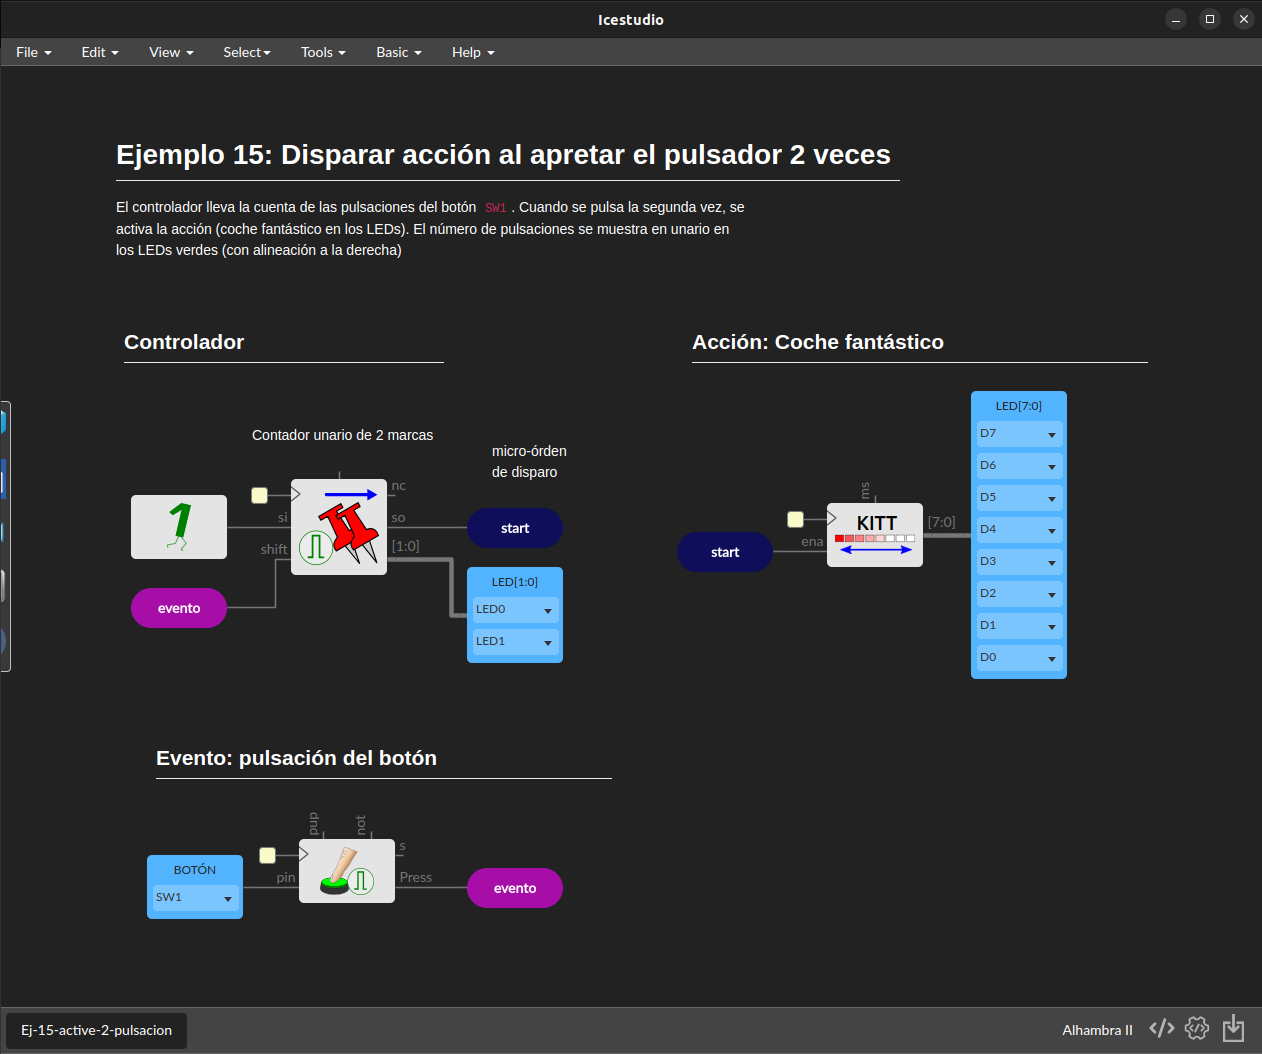 Icestudio
File
Edit
View
Select
Tools
Basic
Help
Ejemplo 15: Disparar acción al apretar el pulsador 2 veces
El controlador lleva la cuenta de las pulsaciones del botón SW1 . Cuando se pulsa la segunda vez, se
activa la acción (coche fantástico en los LEDs). El número de pulsaciones se muestra en unario en
los LEDs verdes (con alineación a la derecha)
Controlador
Contador unario de 2 marcas
micro-órden
de disparo
nc
si
so
shift
[1:0]
1
evento
start
LED[1:0]
LED0
LED1
Acción: Coche fantástico
ms
ena
[7:0]
start
KITT
LED[7:0]
D7
D6
D5
D4
D3
D2
D1
D0
Evento: pulsación del botón
pup
not
s
pin
Press
BOTÓN
SW1
evento
Ej-15-active-2-pulsacion
Alhambra II